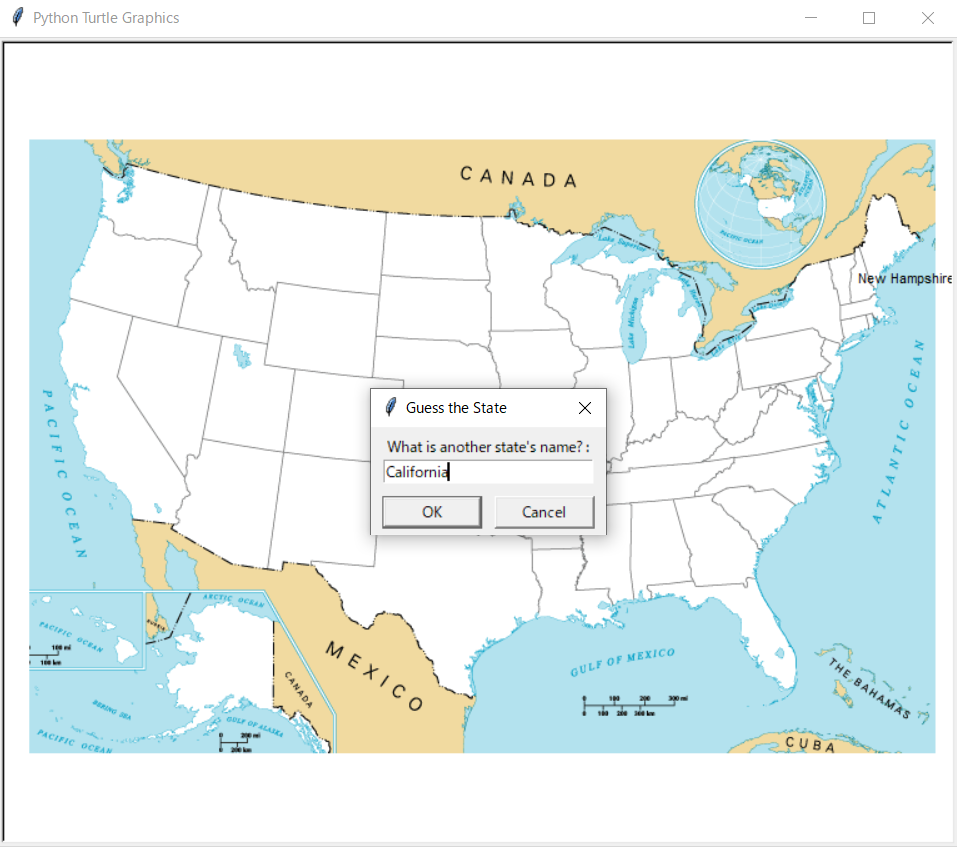 Python Turtle Graphics
CANADA
PACIFIC OCEAN
Lake Superior
Lake Michigan
New Hampshire
PACIFIC OCEAN
ATLANTIC OCEAN
Guess the State
What is another state's name? :
California
OK
Cancel
ARCTIC OCEAN
RUSSIA
PACIFIC OCEAN
100 mi
100 km
MEXICO
CANADA
GULF OF MEXICO
THE BAHAMAS
BERING SEA
GULF OF ALASKA
100 200 300 mi
100 200 300 km
PACIFIC OCEAN
200 mi
200 km
CUBA